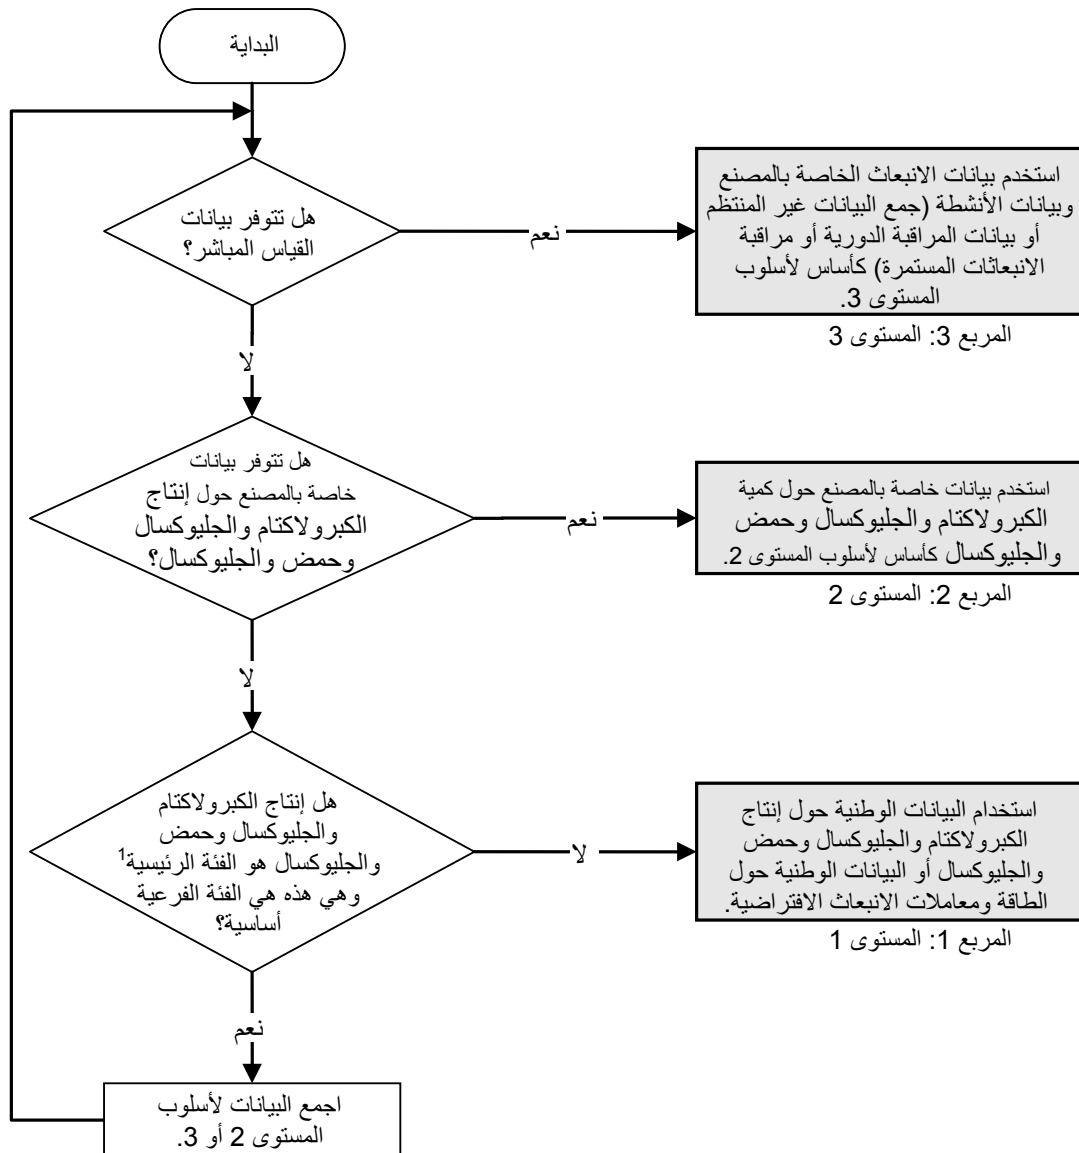 البداية
هل تتوفر بيانات
القياس المباشر؟
نعم
استخدم بيانات الانبعاث الخاصة بالمصنع
وبيانات الأنشطة (جمع البيانات غير المنتظم
أو بيانات المراقبة الدورية أو مراقبة
الانبعاثات المستمرة) كأساس لأسلوب
المستوى 3.
المربع 3: المستوى 3
لا
هل تتوفر بيانات
خاصة بالمصنع حول إنتاج
الكبرولاكتام والجليوكسال
وحمض والجليوكسال؟
نعم
استخدم بيانات خاصة بالمصنع حول كمية
الكبرولاكتام والجليوكسال وحمض
والجليوكسال كأساس لأسلوب المستوى 2.
المربع 2: المستوى 2
لا
هل إنتاج الكبرولاكتام
والجليوكسال وحمض
والجليوكسال هو الفئة الرئيسية1
وهي هذه هي الفئة الفرعية
أساسية؟
لا
استخدام البيانات الوطنية حول إنتاج
الكبرولاكتام والجليوكسال وحمض
والجليوكسال أو البيانات الوطنية حول
الطاقة ومعاملات الانبعاث الافتراضية.
المربع 1: المستوى 1
نعم
اجمع البيانات لأسلوب
المستوى 2 أو 3.